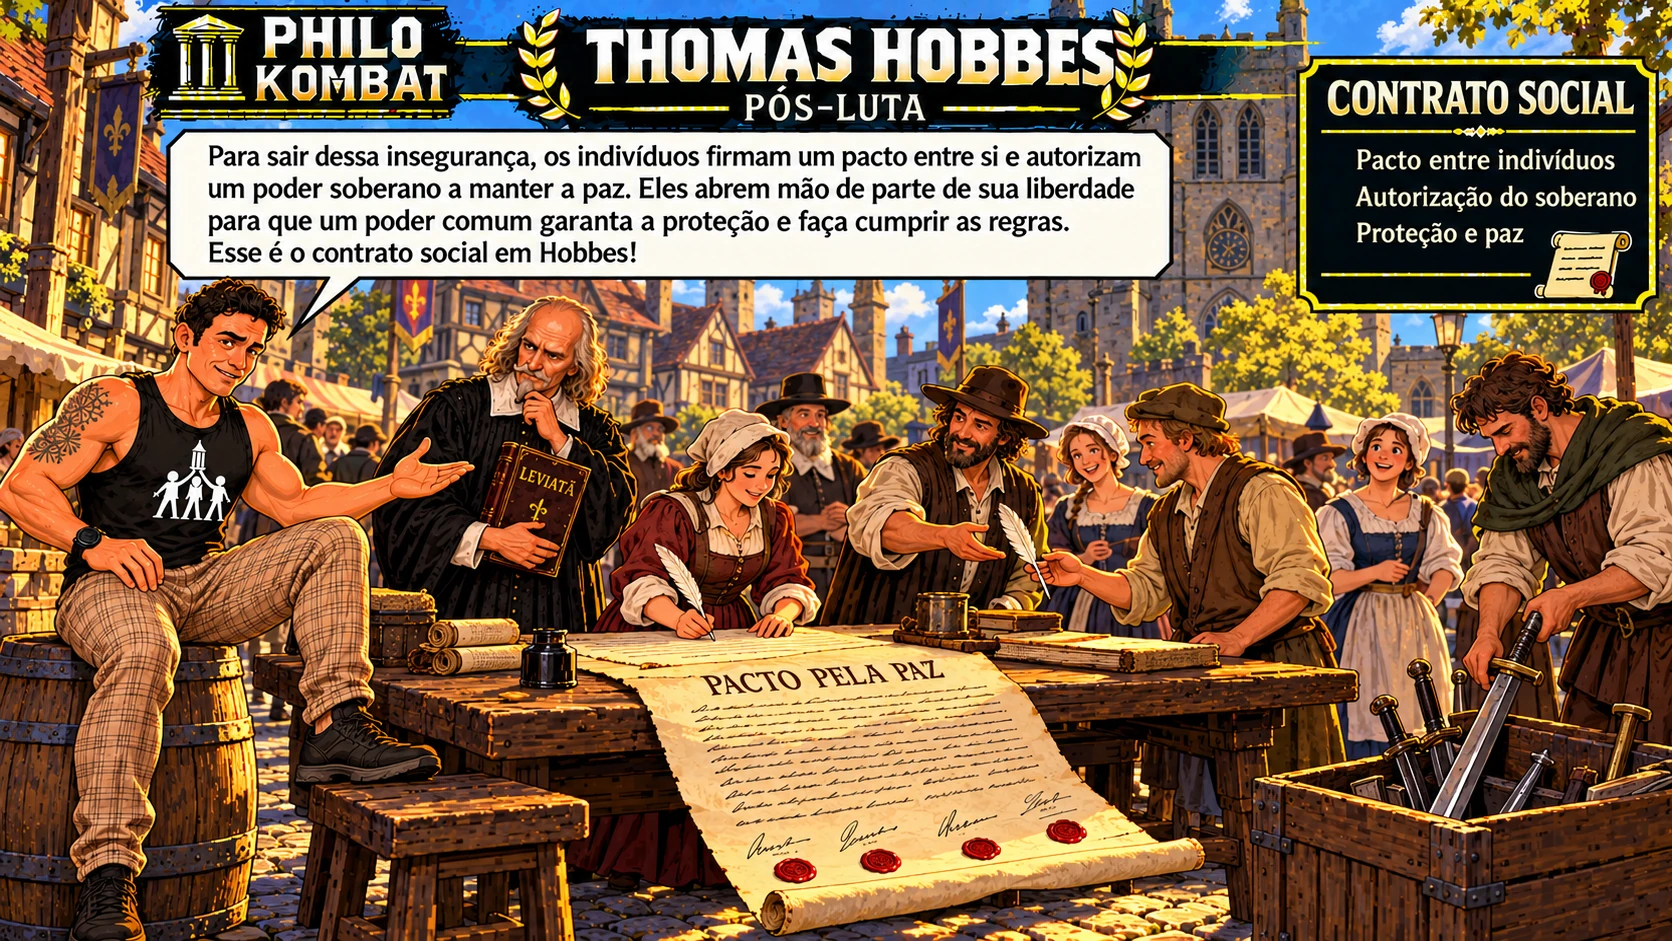 PHILO
KOMBAT
THOMAS HOBBES
PÓS-LUTA
Para sair dessa insegurança, os indivíduos firmam um pacto entre si e autorizam
um poder soberano a manter a paz. Eles abrem mão de parte de sua liberdade
para que um poder comum garanta a proteção e faça cumprir as regras.
Esse é o contrato social em Hobbes!
CONTRATO SOCIAL
Pacto entre indivíduos
Autorização do soberano
Proteção e paz
LEVIATÃ
PACTO PELA PAZ